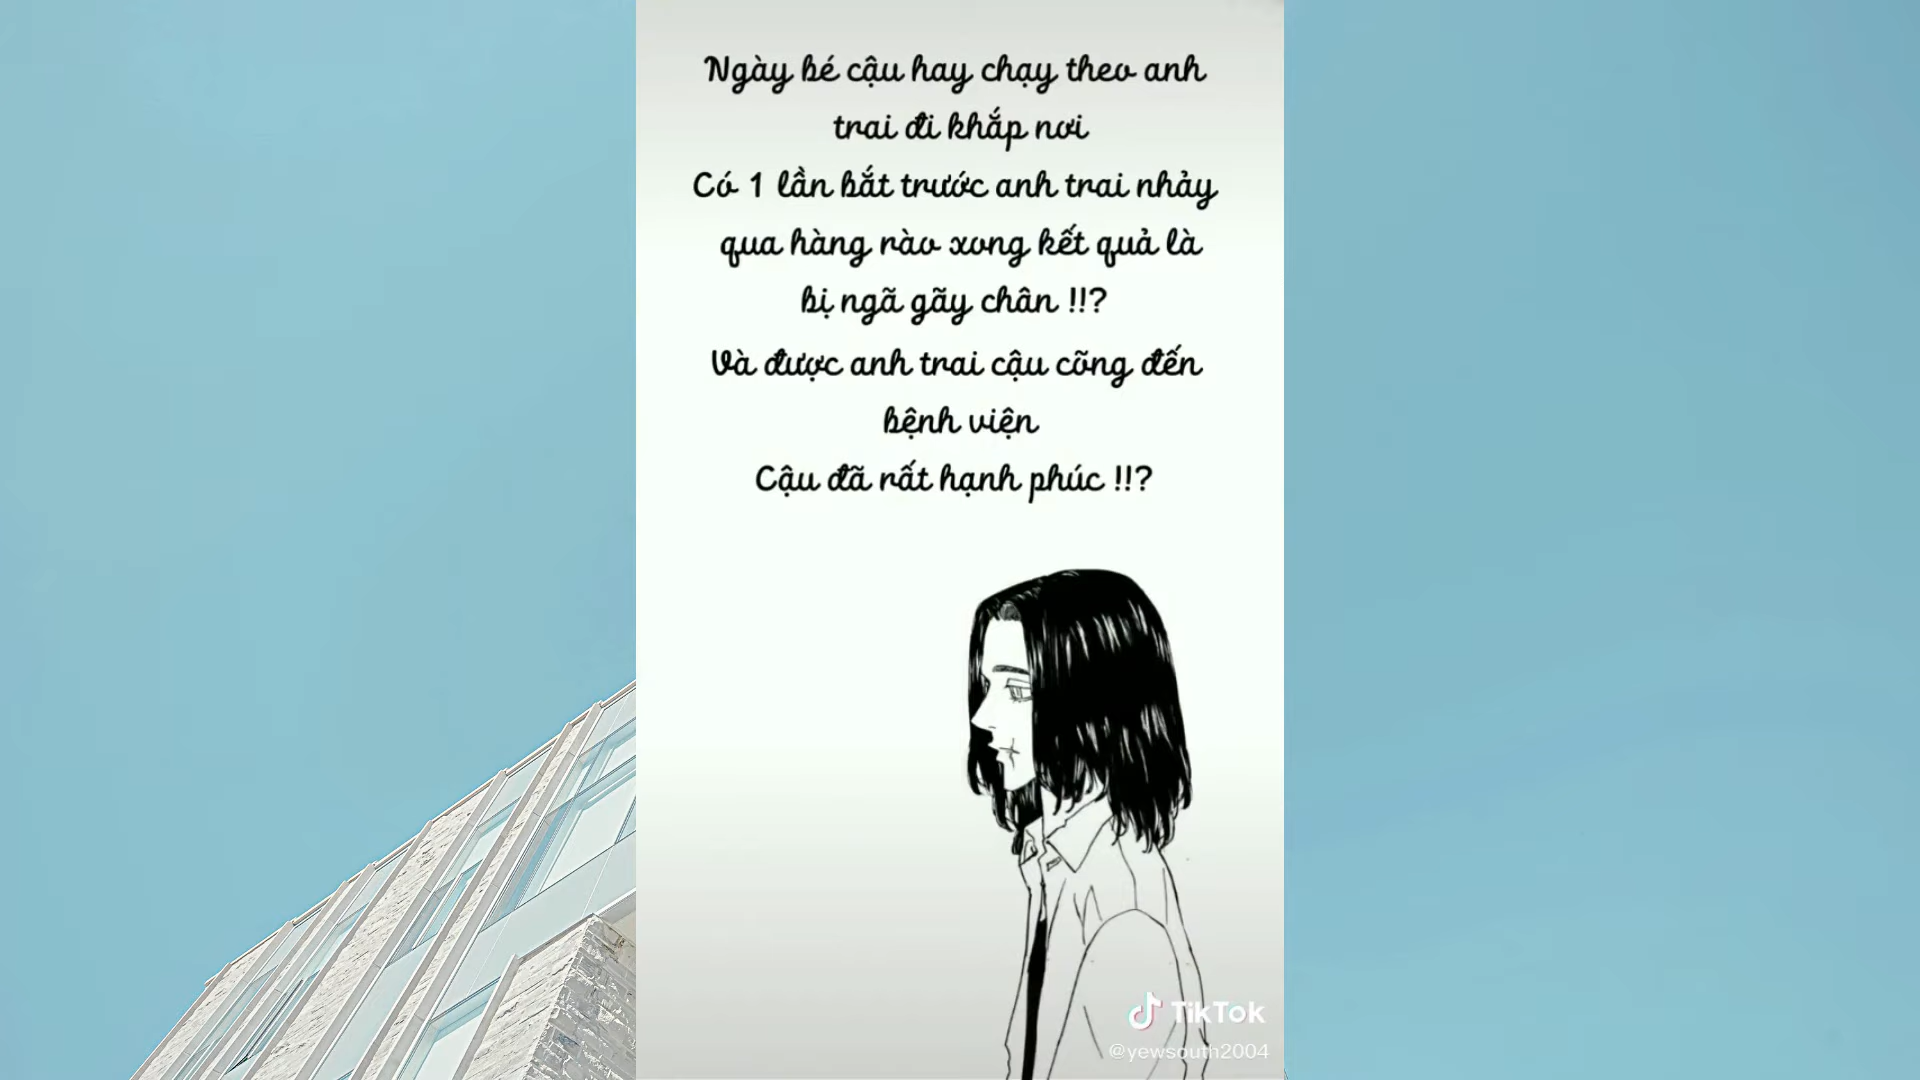 Ngày bé cậu hay chạy theo anh
trai đi khắp nơi
Có 1 lần bắt trước anh trai nhảy
qua hàng rào xong kết quả là
bị ngã gãy chân !!?
Và được anh trai cậu cõng đến
bệnh viện
Cậu đã rất hạnh phúc !!?
TikTok
@yewsouth2004